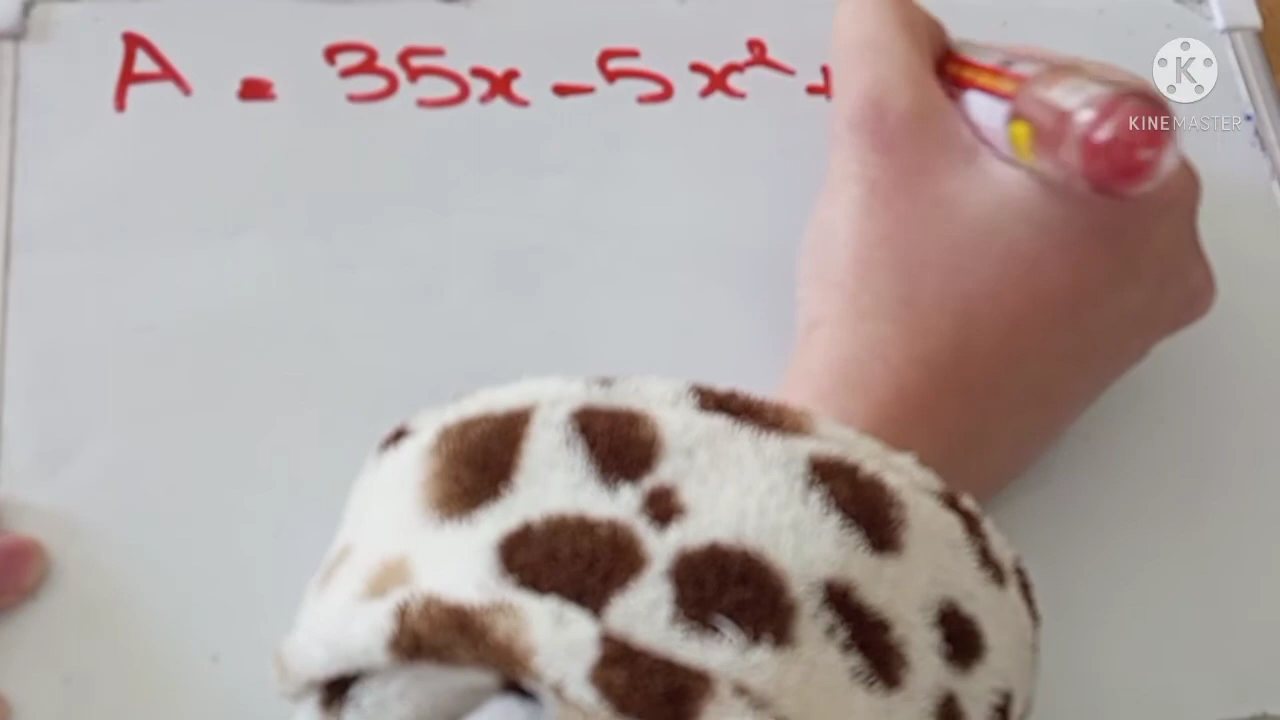 A = 35x - 5x² +
K
KINEMASTER